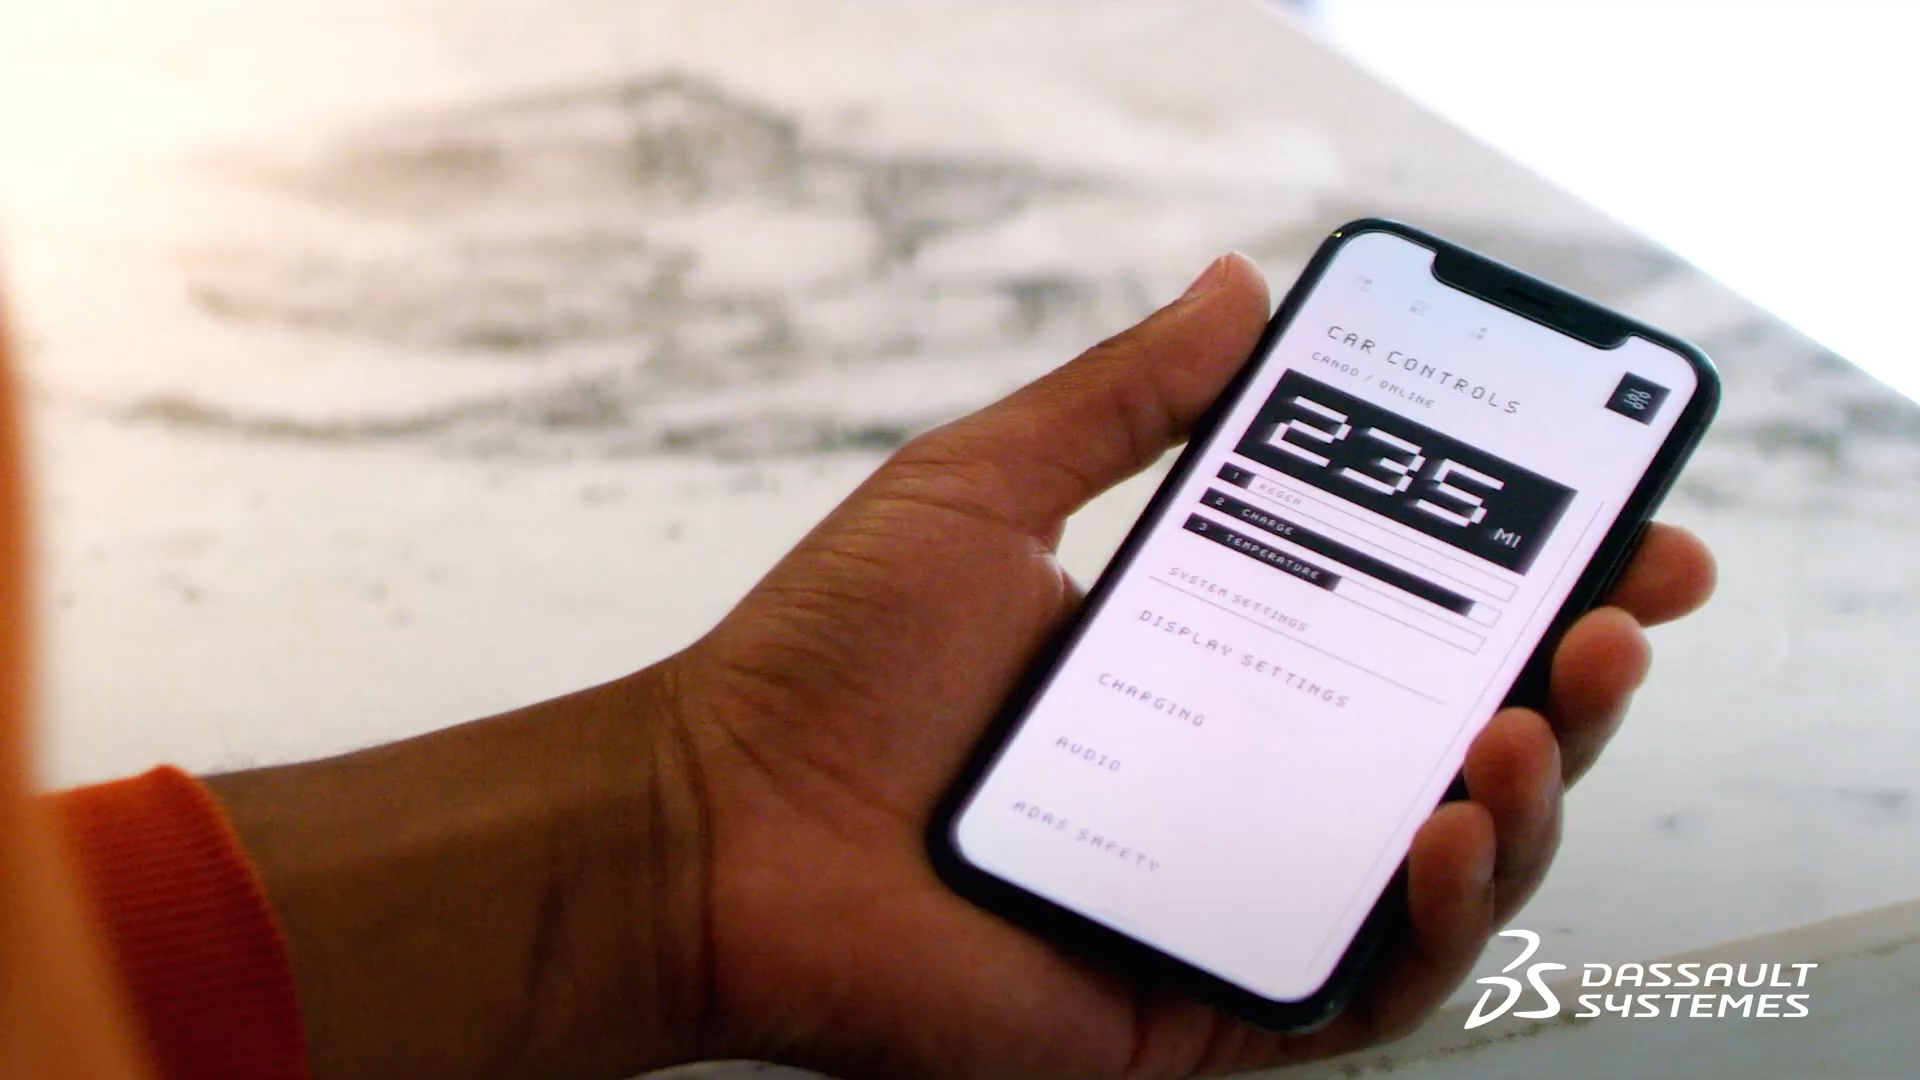 CAR CONTROLS
CANOO / ONLINE
235 MI
1 REGEN
2 CHARGE
3 TEMPERATURE
SYSTEM SETTINGS
DISPLAY SETTINGS
CHARGING
AUDIO
ADAS SAFETY
DASSAULT
SYSTEMES